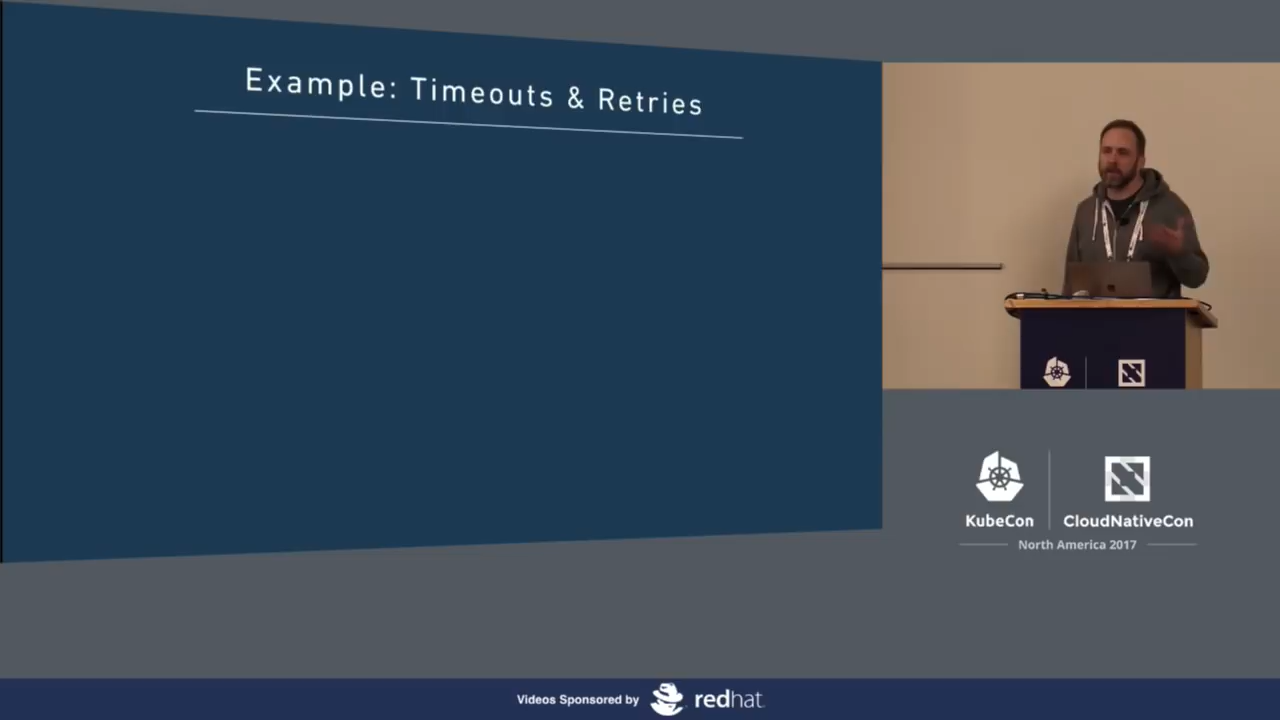 Example: Timeouts & Retries
KubeCon
CloudNativeCon
North America 2017
Videos Sponsored by
redhat.